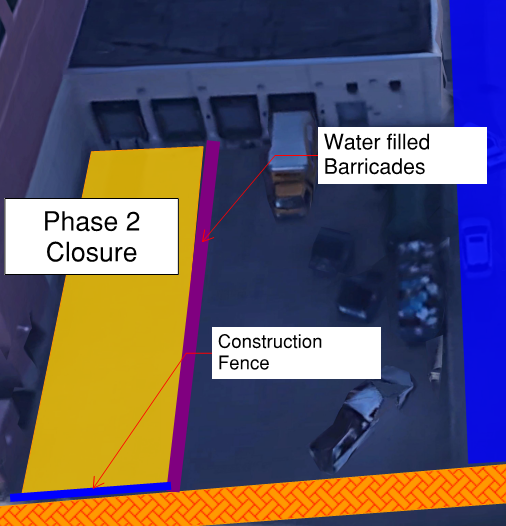 Water filled
Barricades
Phase 2
Closure
Construction
Fence